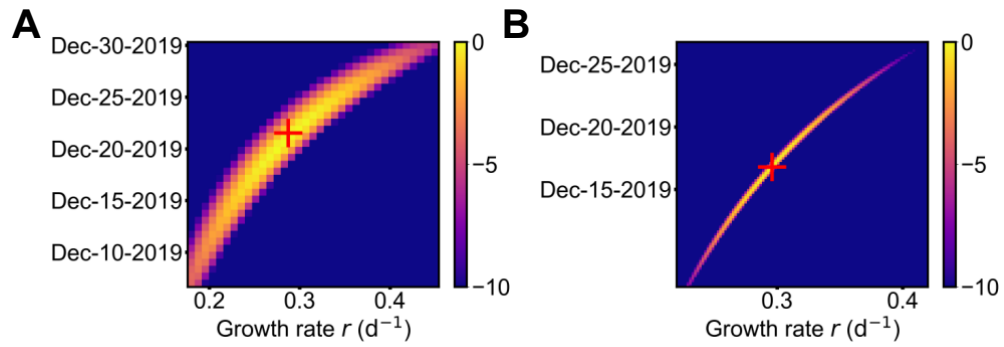 A
Dec-30-2019
Dec-25-2019
Dec-20-2019
Dec-15-2019
Dec-10-2019
0.2
0.3
0.4
Growth rate r (d⁻¹)
0
−5
−10
B
Dec-25-2019
Dec-20-2019
Dec-15-2019
0.3
0.4
Growth rate r (d⁻¹)
0
−5
−10